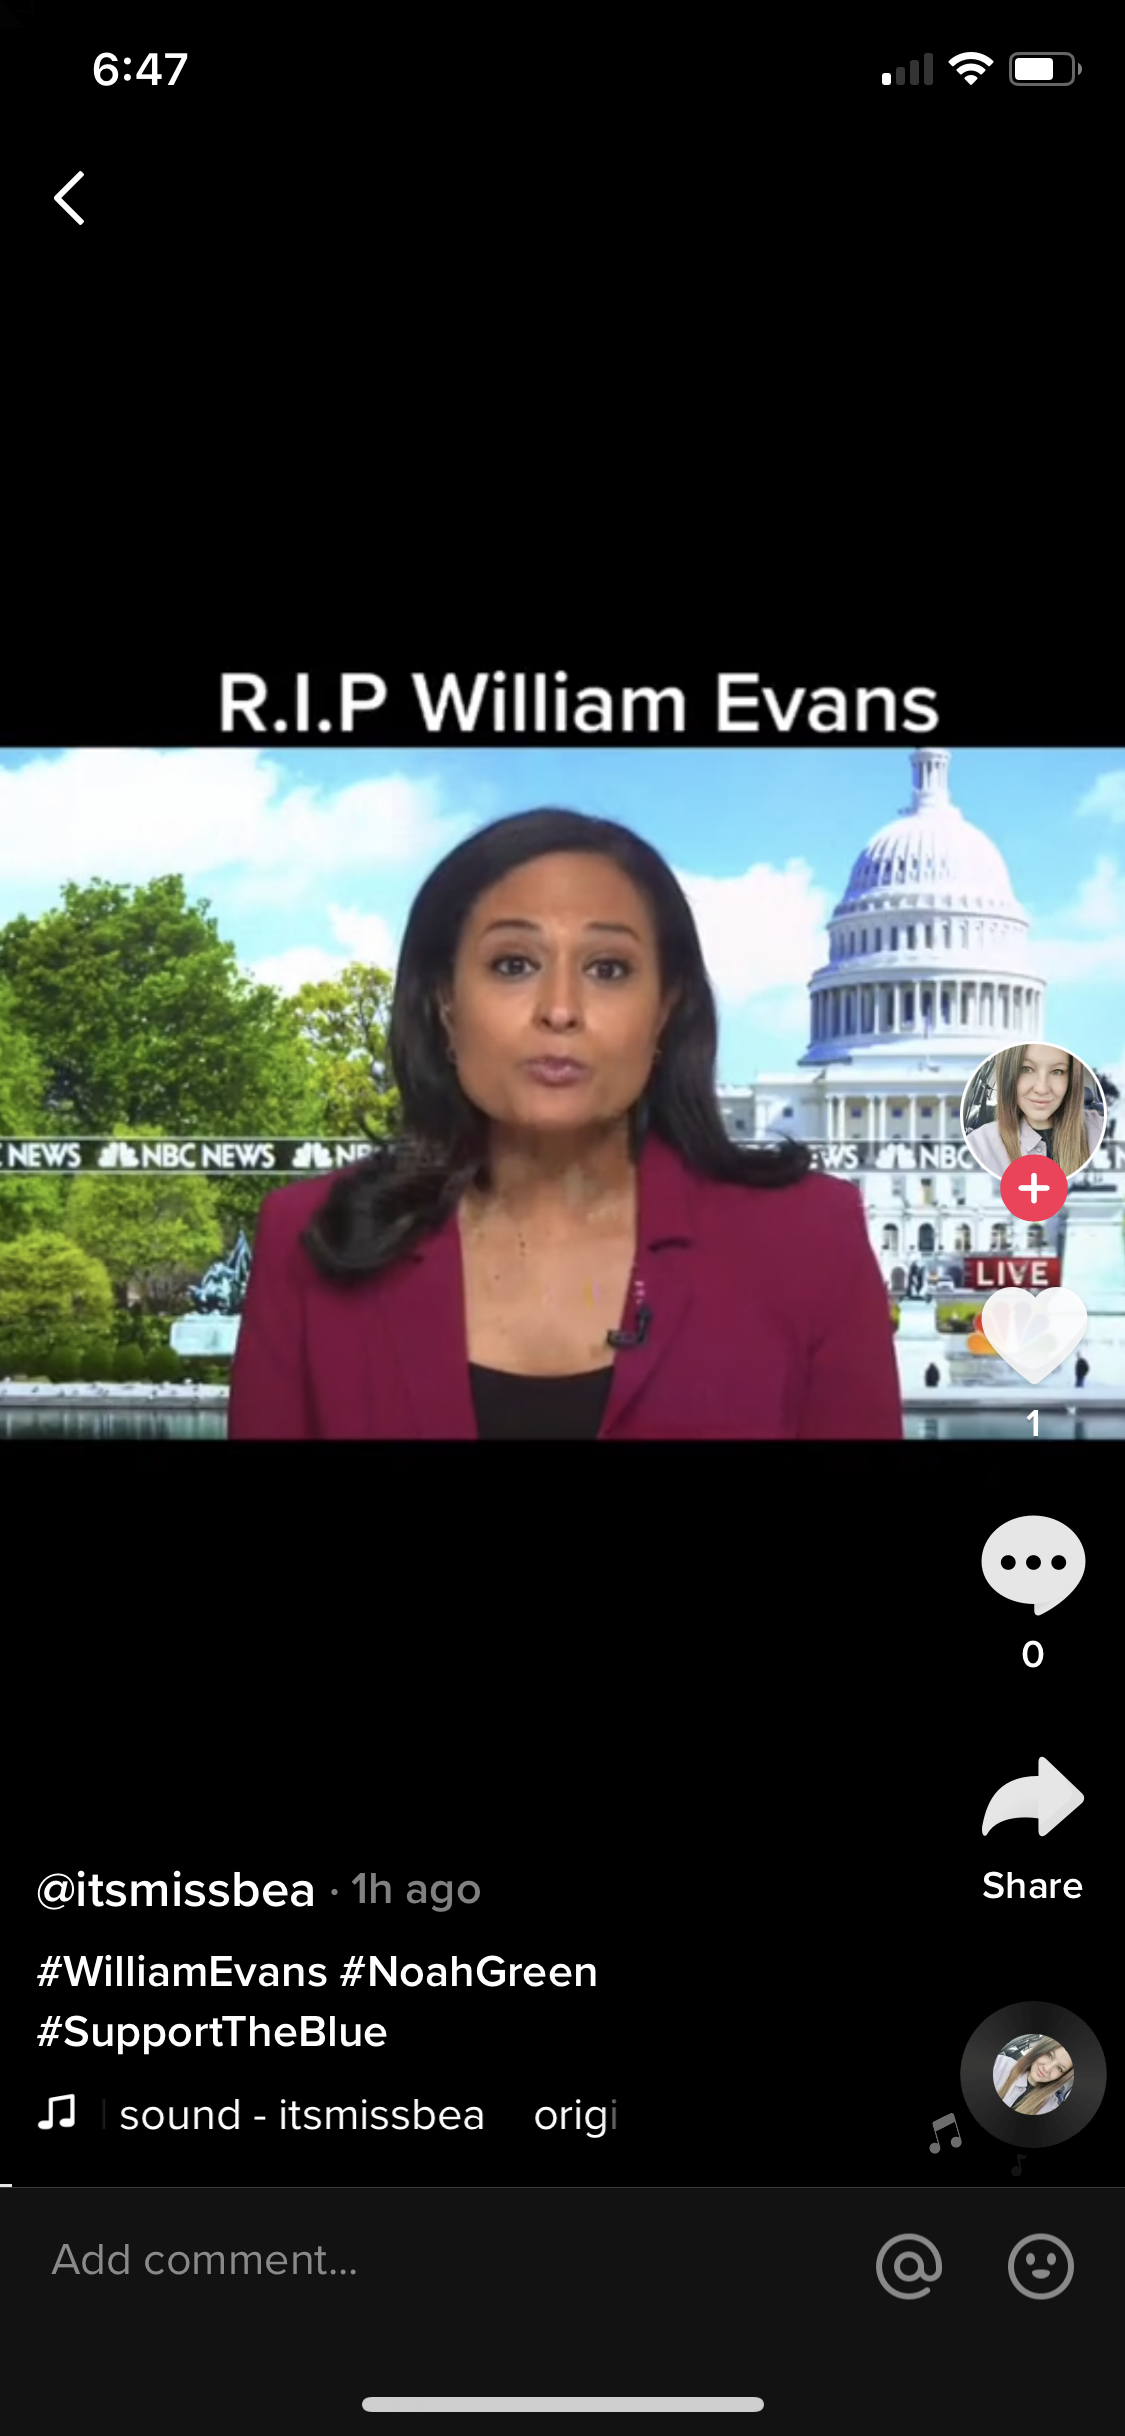 6:47
R.I.P William Evans
NEWS NBC NEWS
NBC
LIVE
1
0
Share
@itsmissbea · 1h ago
#WilliamEvans #NoahGreen
#SupportTheBlue
sound - itsmissbea
Add comment...